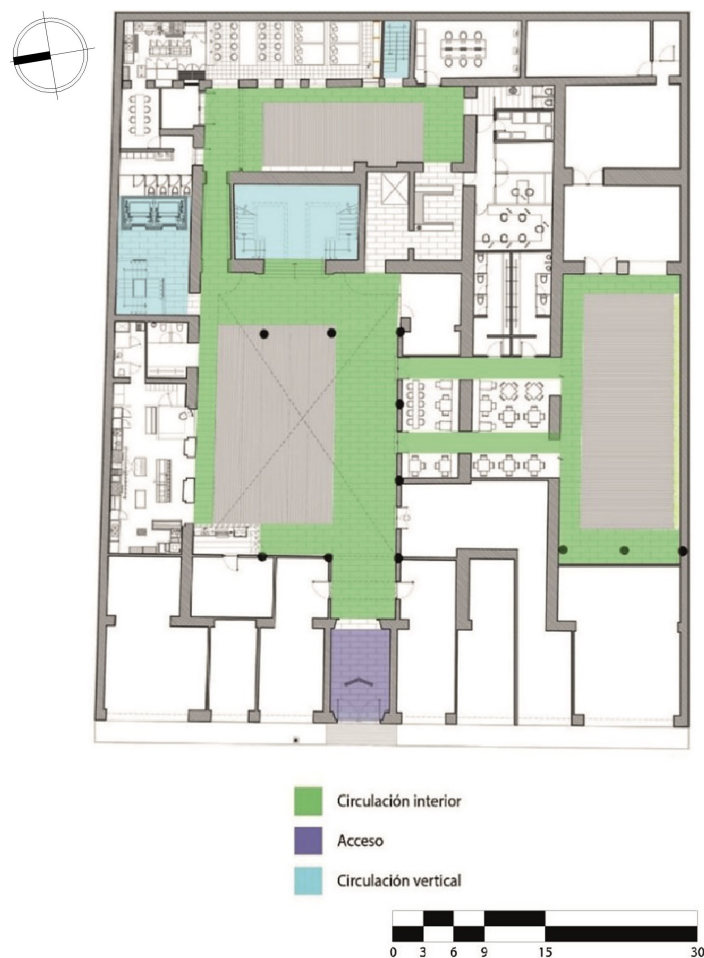 Circulación interior
Acceso
Circulación vertical
0 3 6 9 15 30